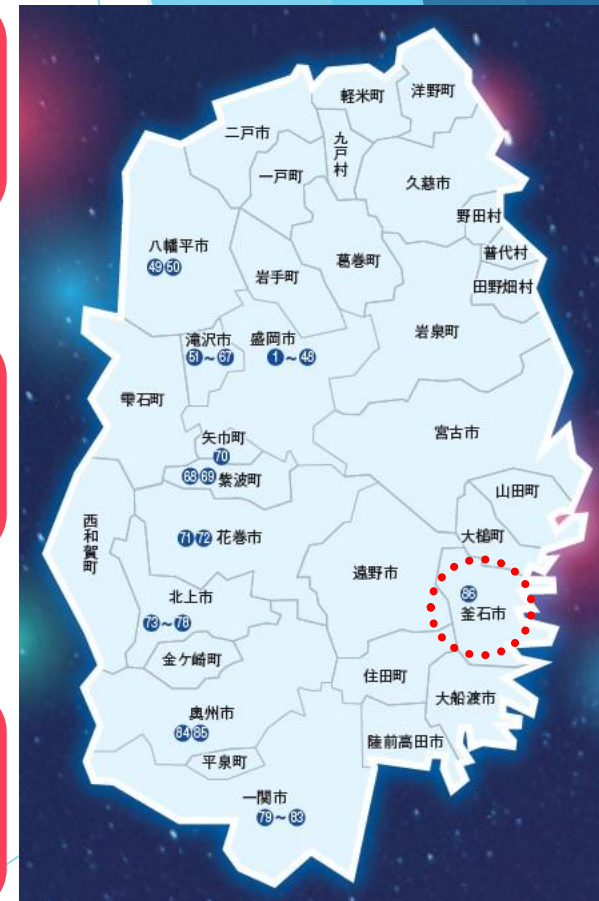 軽米町
洋野町
二戸市
九戸村
一戸町
久慈市
野田村
八幡平市
49 50
葛巻町
普代村
岩手町
田野畑村
滝沢市
51～67
盛岡市
1～48
岩泉町
雫石町
矢巾町
70
宮古市
68 69 紫波町
山田町
西和賀町
71 72 花巻市
大槌町
遠野市
86
釜石市
北上市
73～78
金ケ崎町
住田町
大船渡市
奥州市
84 85
陸前高田市
平泉町
一関市
79～83